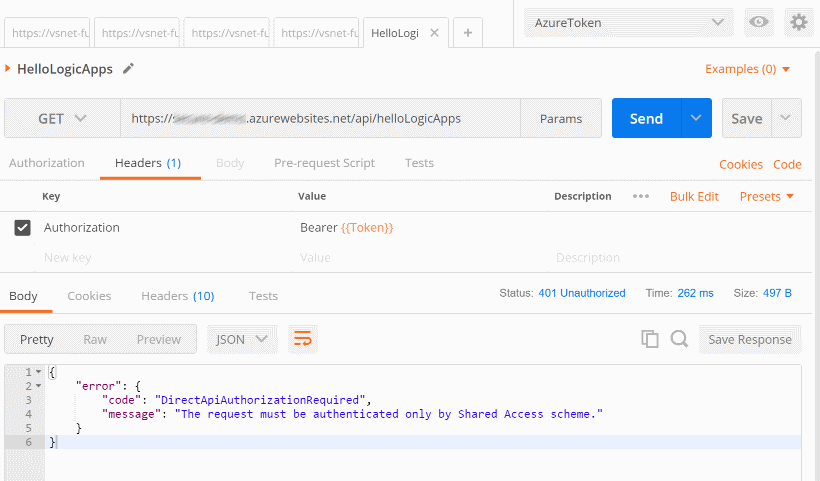 https://vsnet-fu https://vsnet-fu https://vsnet-fu https://vsnet-fu HelloLogi × + AzureToken
HelloLogicApps Examples (0)
GET https:// .azurewebsites.net/api/helloLogicApps Params Send Save
Authorization Headers (1) Body Pre-request Script Tests Cookies Code
Key Value Description ••• Bulk Edit Presets
Authorization Bearer {{Token}}
New key Value Description
Body Cookies Headers (10) Tests Status: 401 Unauthorized Time: 262 ms Size: 497 B
Pretty Raw Preview JSON Save Response
1 {
2 "error": {
3 "code": "DirectApiAuthorizationRequired",
4 "message": "The request must be authenticated only by Shared Access scheme."
5 }
6 }